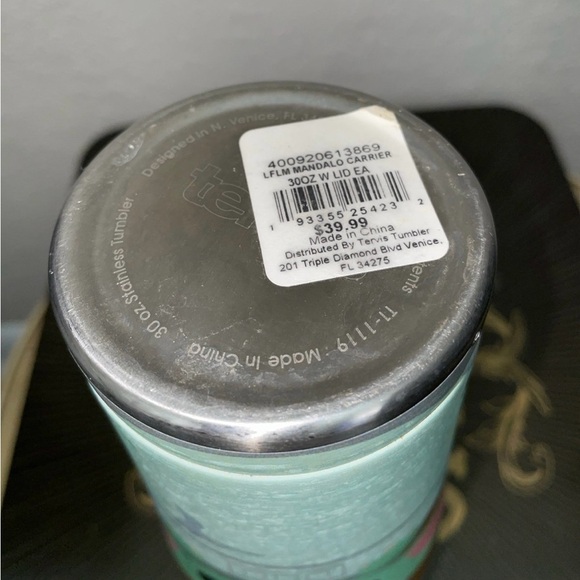 400920613869
LFLM MANDALO CARRIER
30OZ W LID EA
1 93355 25423 2
$39.99
Made in China
Distributed By Tervis Tumbler
201 Triple Diamond Blvd Venice,
FL 34275
Designed in N. Venice, FL
30 oz. Stainless Tumbler
Made In China · TI-1119